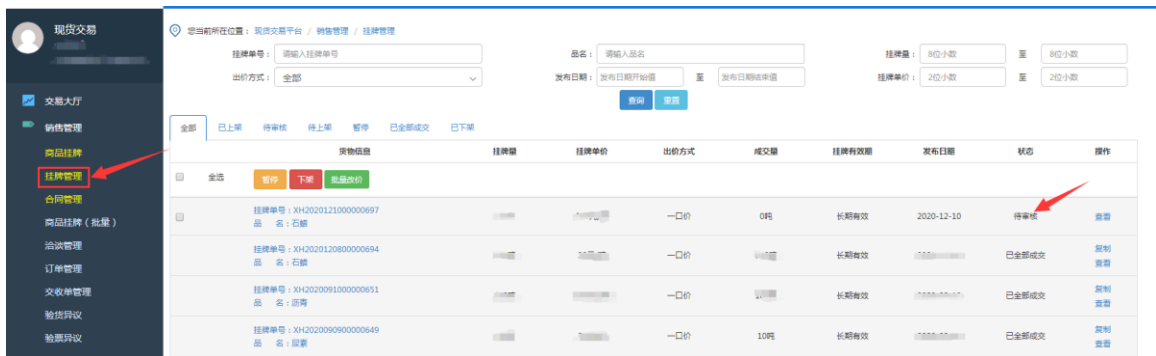 现货交易
您当前所在位置： 现货交易平台 / 销售管理 / 挂牌管理
挂牌单号： 请输入挂牌单号 品名： 请输入品名 挂牌量： 8位小数 至 8位小数
出价方式： 全部 发布日期： 发布日期开始值 至 发布日期结束值 挂牌单价： 2位小数 至 2位小数
查询 重置
交易大厅
销售管理
商品挂牌
挂牌管理
合同管理
商品挂牌（批量）
洽谈管理
订单管理
交收单管理
验货异议
验票异议
全部 已上架 待审核 待上架 暂停 已全部成交 已下架
货物信息 挂牌量 挂牌单价 出价方式 成交量 挂牌有效期 发布日期 状态 操作
全选 暂停 下架 批量改价
挂牌单号：XH2020121000000697
品 名：石蜡
一口价 0吨 长期有效 2020-12-10 待审核 查看
挂牌单号：XH2020120800000694
品 名：石蜡
一口价 长期有效 已全部成交 复制
查看
挂牌单号：XH2020091000000651
品 名：沥青
一口价 长期有效 已全部成交 复制
查看
挂牌单号：XH2020090900000649
品 名：尿素
一口价 10吨 长期有效 已全部成交 复制
查看